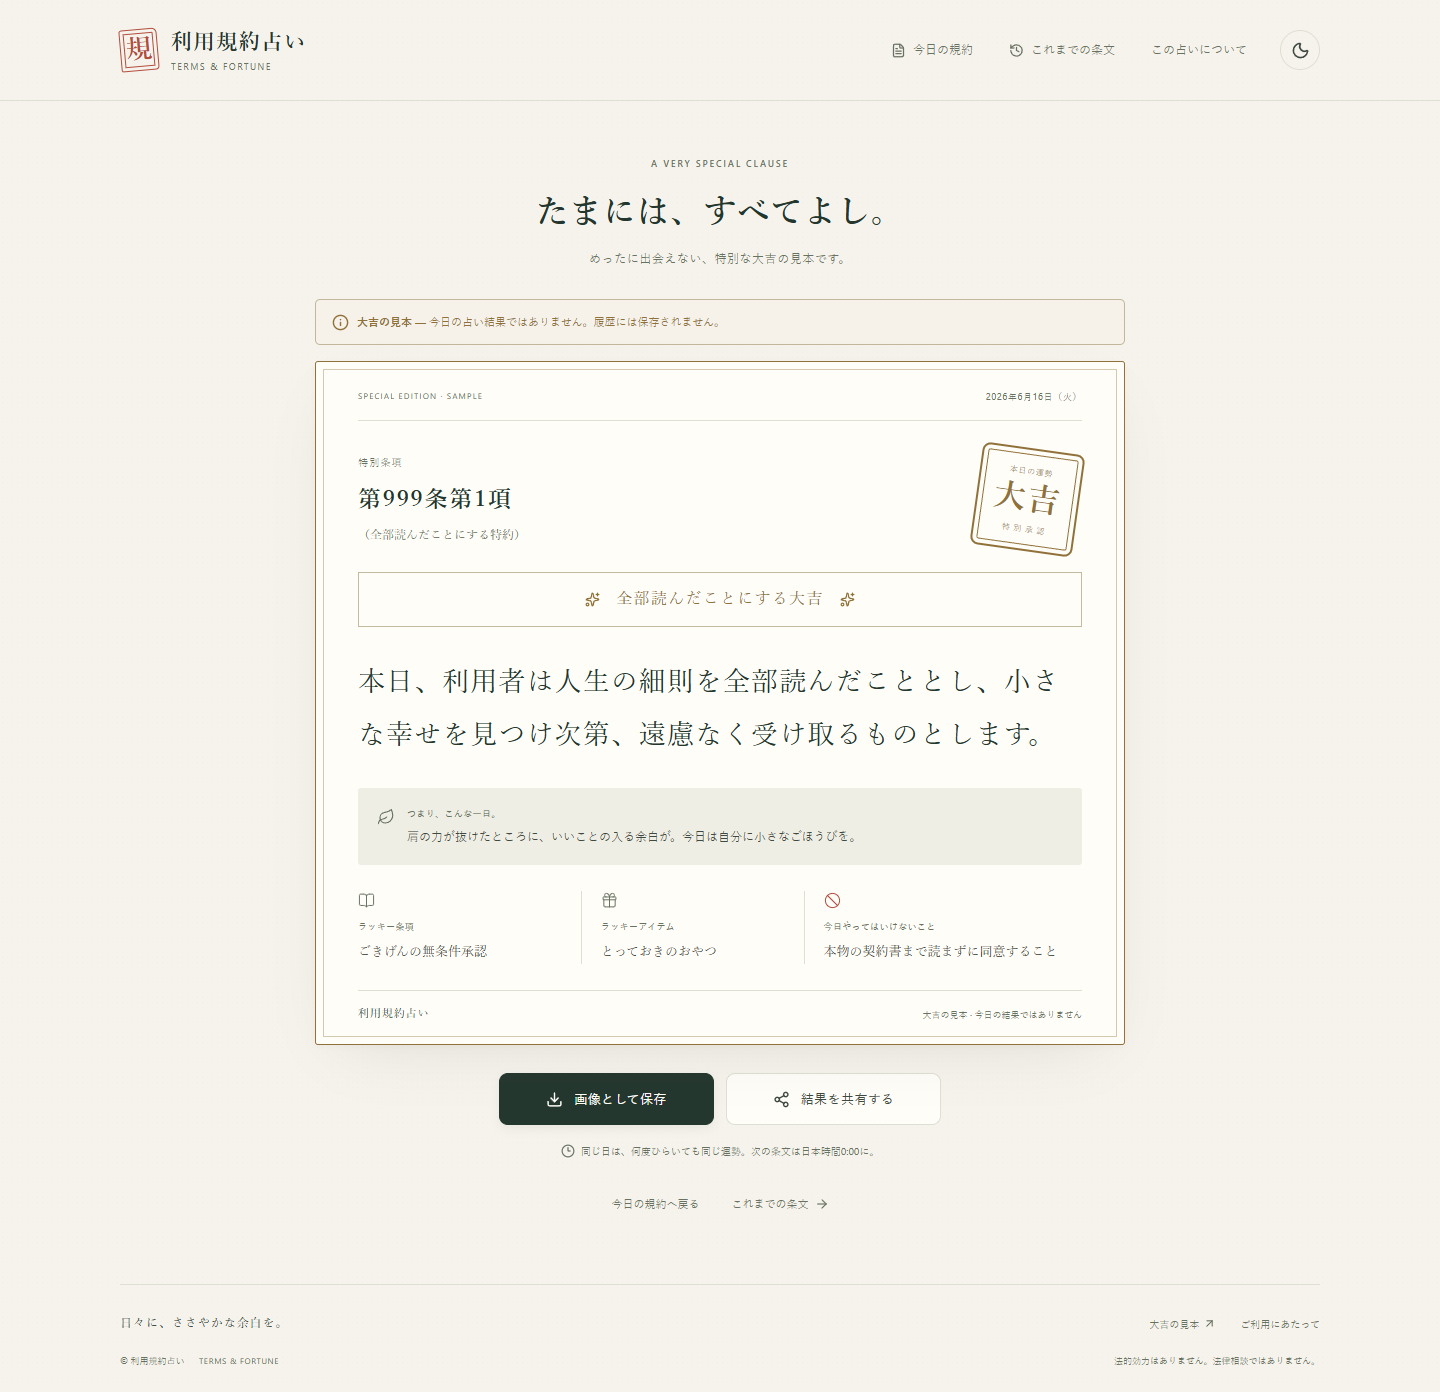 規
利用規約占い
TERMS & FORTUNE
今日の規約
これまでの条文
この占いについて
A VERY SPECIAL CLAUSE
たまには、すべてよし。
めったに出会えない、特別な大吉の見本です。
大吉の見本 — 今日の占い結果ではありません。履歴には保存されません。
SPECIAL EDITION · SAMPLE
2026年6月16日（火）
特別条項
第999条第1項
（全部読んだことにする特約）
本日の運勢
大吉
特別承認
全部読んだことにする大吉
本日、利用者は人生の細則を全部読んだこととし、小さ
な幸せを見つけ次第、遠慮なく受け取るものとします。
つまり、こんな一日。
肩の力が抜けたところに、いいことの入る余白が。今日は自分に小さなごほうびを。
ラッキー条項
ごきげんの無条件承認
ラッキーアイテム
とっておきのおやつ
今日やってはいけないこと
本物の契約書まで読まずに同意すること
利用規約占い
大吉の見本 · 今日の結果ではありません
画像として保存
結果を共有する
同じ日は、何度ひらいても同じ運勢。次の条文は日本時間0:00に。
今日の規約へ戻る
これまでの条文
日々に、ささやかな余白を。
大吉の見本
ご利用にあたって
© 利用規約占い TERMS & FORTUNE
法的効力はありません。法律相談ではありません。